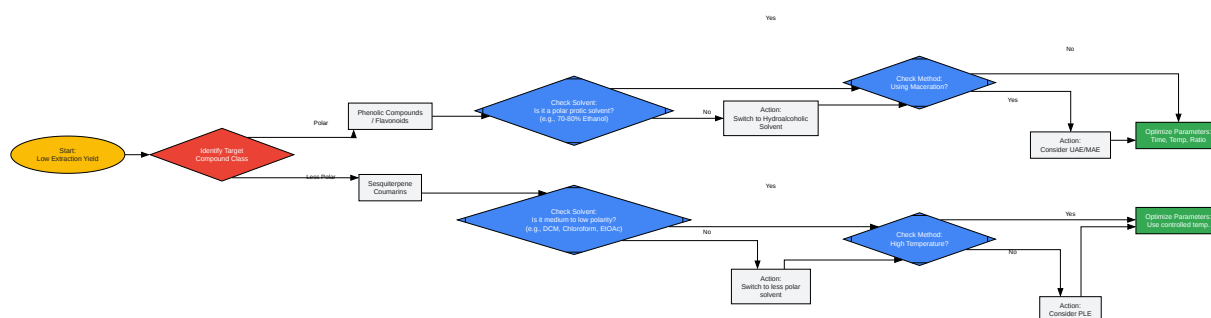 Yes
No
Check Method:
Using Maceration?
Check Solvent:
Is it a polar protic solvent?
(e.g., 70-80% Ethanol)
Phenolic Compounds
/ Flavonoids
No
Action:
Switch to Hydroalcoholic
Solvent
Yes
Polar
Start:
Low Extraction Yield
Identify Target
Compound Class
Action:
Consider UAE/MAE
Optimize Parameters:
Time, Temp, Ratio
Less Polar
Sesquiterpene
Coumarins
Yes
Check Solvent:
Is it medium to low polarity?
(e.g., DCM, Chloroform, EtOAc)
No
Check Method:
High Temperature?
Yes
No
Optimize Parameters:
Use controlled temp.
Action:
Switch to less polar
solvent
Action:
Consider PLE